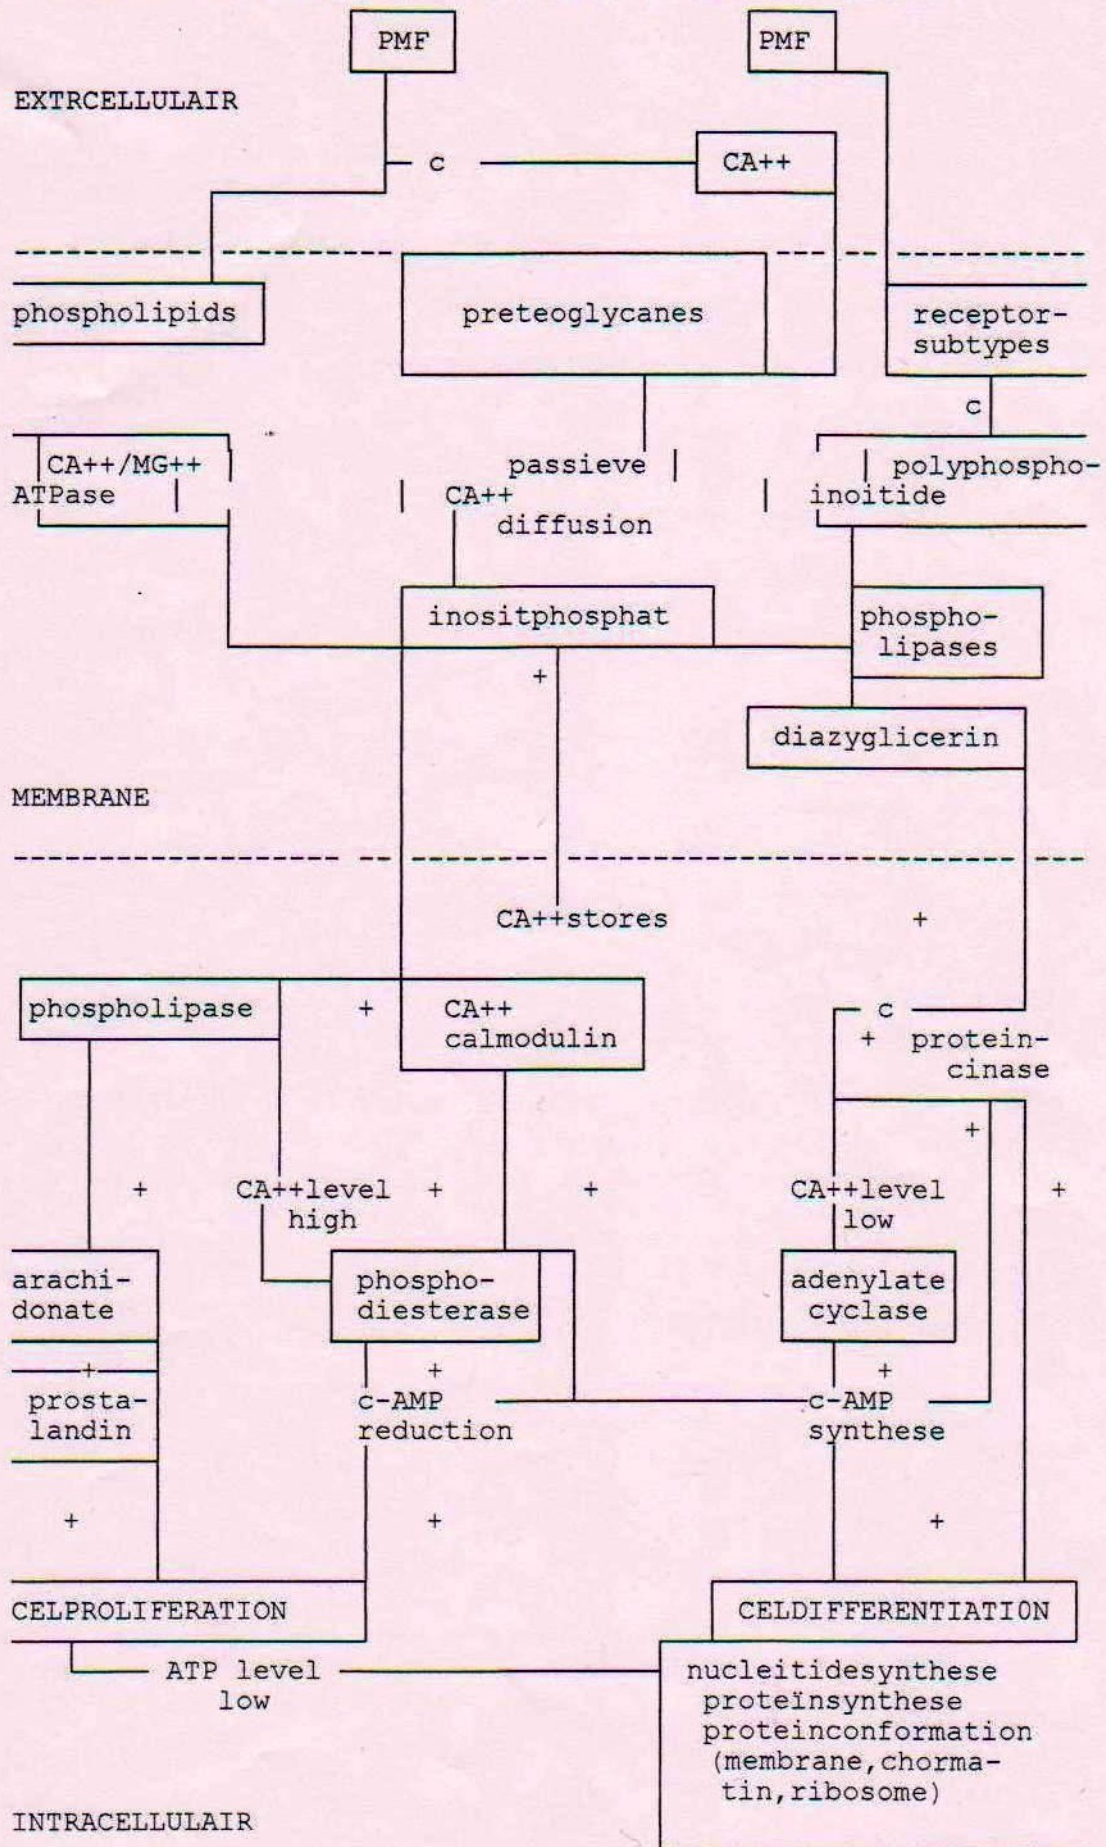 PMF PMF
EXTRCELLULAIR
c CA++
phospholipids preteoglycanes receptor-
subtypes
c
CA++/MG++ passieve polyphospho-
ATPase CA++ inoitide
diffusion
inositphosphat phospho-
lipases
+
diazyglicerin
MEMBRANE
CA++stores +
phospholipase + CA++ c
calmodulin + protein-
cinase
+
+ CA++level + + CA++level +
high low
arachi- phospho- adenylate
donate diesterase cyclase
+ + +
prosta- c-AMP c-AMP
landin reduction synthese
+ + +
CELPROLIFERATION CELDIFFERENTIATION
ATP level nucleitidesynthese
low proteïnsynthese
proteinconformation
(membrane,chorma-
tin,ribosome)
INTRACELLULAIR